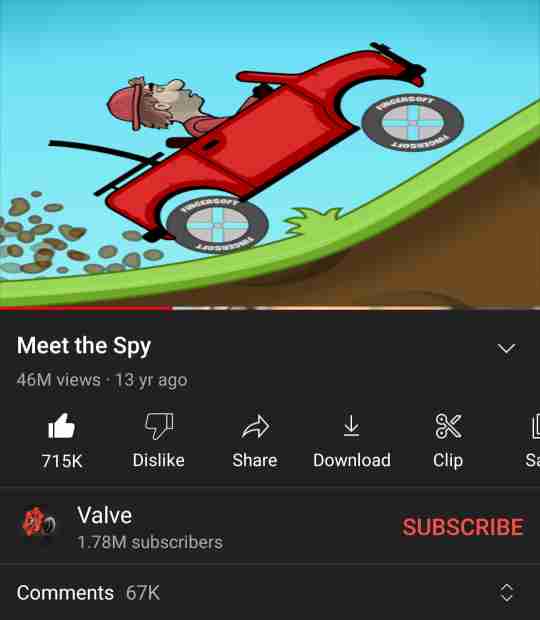 FINGERSOFT
FINGERSOFT
FINGERSOFT
FINGERSOFT
Meet the Spy
46M views · 13 yr ago
715K
Dislike
Share
Download
Clip
Sa
Valve
1.78M subscribers
SUBSCRIBE
Comments 67K